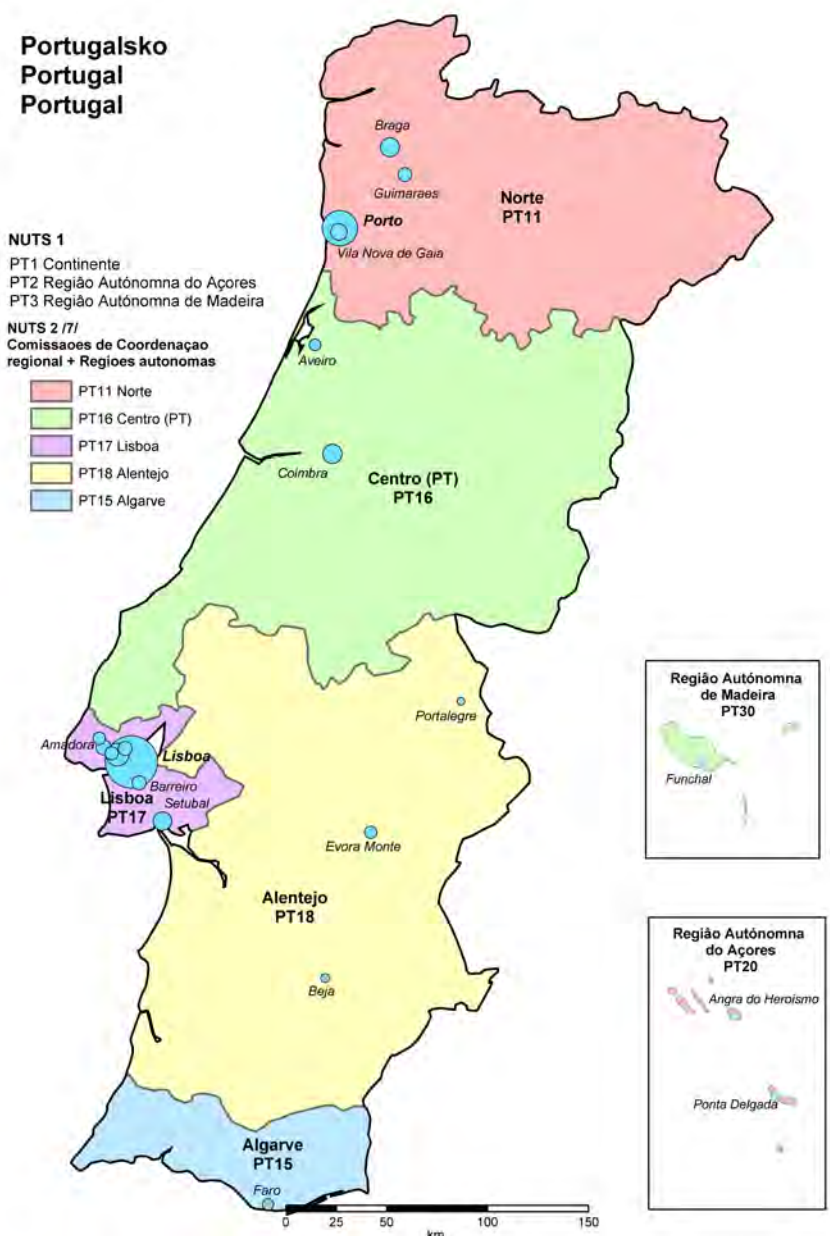 Portugalsko
Portugal
Portugal
NUTS 1
PT1 Continente
PT2 Região Autónomna do Açores
PT3 Região Autónomna de Madeira
NUTS 2 /7/
Comissaoes de Coordenaçao
regional + Regioes autonomas
PT11 Norte
PT16 Centro (PT)
PT17 Lisboa
PT18 Alentejo
PT15 Algarve
Braga
Guimaraes
Norte
PT11
Porto
Vila Nova de Gaia
Aveiro
Coimbra
Centro (PT)
PT16
Portalegre
Amadora
Lisboa
Barreiro
Lisboa
PT17
Setubal
Evora Monte
Alentejo
PT18
Beja
Algarve
PT15
Faro
0 25 50 100 150
km
Região Autónomna
de Madeira
PT30
Funchal
Região Autónomna
do Açores
PT20
Angra do Heroismo
Ponta Delgada